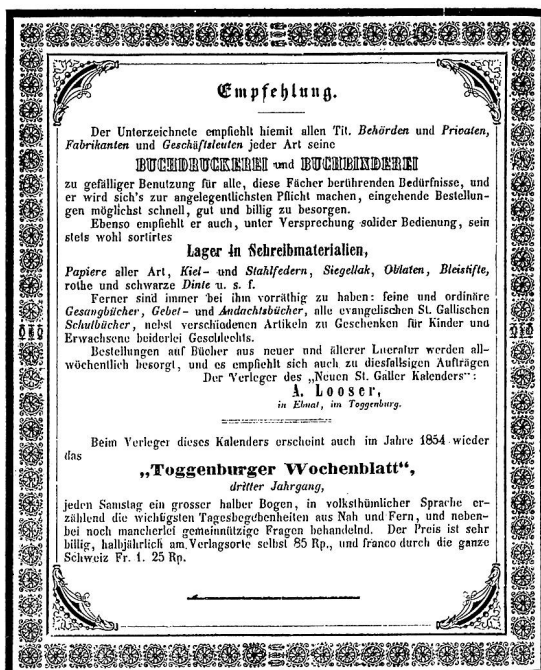 Empfehlung.
Der Unterzeichnete empfiehlt hiemit allen Tit. Behörden und Privaten,
Fabrikanten und Geschäftsleuten jeder Art seine
BUCHDRUCKEREI und BUCHBINDEREI
zu gefälliger Benutzung für alle, diese Fächer berührenden Bedürfnisse, und
er wird sich's zur angelegentlichsten Pflicht machen, eingehende Bestellun-
gen möglichst schnell, gut und billig zu besorgen.
Ebenso empfiehlt er auch, unter Versprechung solider Bedienung, sein
stets wohl sortirtes
Lager in Schreibmaterialien,
Papiere aller Art, Kiel- und Stahlfedern, Siegellak, Oblaten, Bleistifte,
rothe und schwarze Dinte u. s. f.
Ferner sind immer bei ihm vorräthig zu haben: feine und ordinäre
Gesangbücher, Gebet- und Andachtsbücher, alle evangelischen St. Gallischen
Schulbücher, nebst verschiedenen Artikeln zu Geschenken für Kinder und
Erwachsene beiderlei Geschlechts.
Bestellungen auf Bücher aus neuer und älterer Literatur werden all-
wöchentlich besorgt, und es empfiehlt sich auch zu diesfallsigen Aufträgen
Der Verleger des „Neuen St. Galler Kalenders“:
A. Looser,
in Ebnat, im Toggenburg.
Beim Verleger dieses Kalenders erscheint auch im Jahre 1854 wieder
das
„Toggenburger Wochenblatt“,
dritter Jahrgang,
jeden Samstag ein grosser halber Bogen, in volksthümlicher Sprache er-
zählend die wichtigsten Tagesbegebenheiten aus Nah und Fern, und neben-
bei noch mancherlei gemeinnützige Fragen behandelnd. Der Preis ist sehr
billig, halbjährlich am Verlagsorte selbst 85 Rp., und franco durch die ganze
Schweiz Fr. 1. 25 Rp.